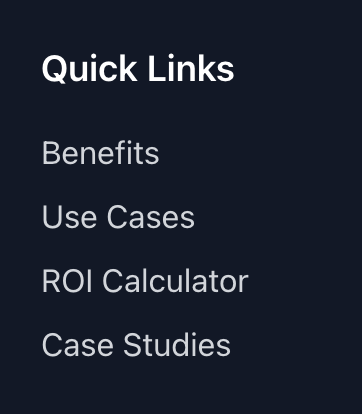 Quick Links
Benefits
Use Cases
ROI Calculator
Case Studies